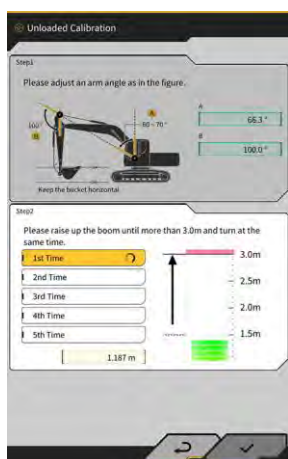 Unloaded Calibration
Step1
Please adjust an arm angle as in the figure.
A
66.3 °
B
100.0 °
A
60~70°
100°
B
Keep the bucket horizontal
Step2
Please raise up the boom until more than 3.0m and turn at the
same time.
1st Time
2nd Time
3rd Time
4th Time
5th Time
1.187 m
3.0m
2.5m
2.0m
1.5m